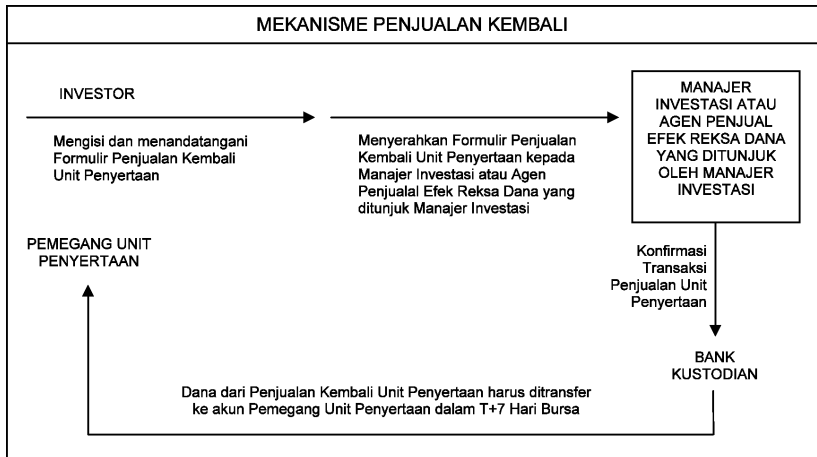 MEKANISME PENJUALAN KEMBALI
INVESTOR
Mengisi dan menandatangani
Formulir Penjualan Kembali
Unit Penyertaan
Menyerahkan Formulir Penjualan
Kembali Unit Penyertaan kepada
Manajer Investasi atau Agen
Penjualal Efek Reksa Dana yang
ditunjuk Manajer Investasi
MANAJER
INVESTASI ATAU
AGEN PENJUAL
EFEK REKSA DANA
YANG DITUNJUK
OLEH MANAJER
INVESTASI
Konfirmasi
Transaksi
Penjualan Unit
Penyertaan
BANK
KUSTODIAN
Dana dari Penjualan Kembali Unit Penyertaan harus ditransfer
ke akun Pemegang Unit Penyertaan dalam T+7 Hari Bursa
PEMEGANG UNIT
PENYERTAAN